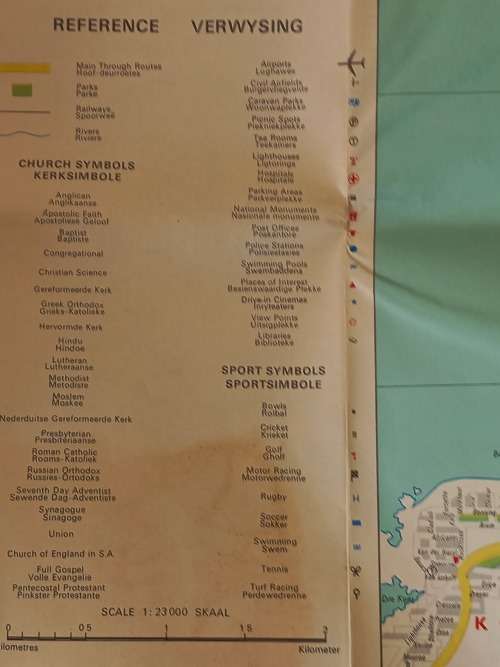 REFERENCE VERWYSING
Main Through Routes
Hoof-deurroetes
Parks
Parke
Railways
Spoorweë
Rivers
Riviere
CHURCH SYMBOLS
KERKSIMBOLE
Anglican
Anglikaanse
Apostolic Faith
Apostoliese Geloof
Baptist
Baptiste
Congregational
Christian Science
Gereformeerde Kerk
Greek Orthodox
Grieks-Katolieke
Hervormde Kerk
Hindu
Hindoe
Lutheran
Lutheraanse
Methodist
Metodiste
Moslem
Moskee
Nederduitse Gereformeerde Kerk
Presbyterian
Presbiteriaanse
Roman Catholic
Rooms-Katoliek
Russian Orthodox
Russies-Ortodoks
Seventh Day Adventist
Sewende Dag-Adventiste
Synagogue
Sinagoge
Union
Church of England in S.A
Full Gospel
Volle Evangelie
Pentecostal Protestant
Pinkster Protestante
Airports
Lughawes
Civil Airfields
Burgervliegvelde
Caravan Parks
Woonwaplekke
Picnic Spots
Piekniekplekke
Tea Rooms
Teekamers
Lighthouses
Ligtorings
Hospitals
Hospitale
Parking Areas
Parkeerplekke
National Monuments
Nasionale monumente
Post Offices
Poskantore
Police Stations
Polisiestasies
Swimming Pools
Swembaddens
Places of Interest
Besienswaardige Plekke
Drive-in Cinemas
Inryteaters
View Points
Uitsigplekke
Libraries
Biblioteke
SPORT SYMBOLS
SPORTSIMBOLE
Bowls
Rolbal
Cricket
Krieket
Golf
Gholf
Motor Racing
Motorwedrenne
Rugby
Soccer
Sokker
Swimming
Swem
Tennis
Turf Racing
Perdewedrenne
SCALE 1:23 000 SKAAL
0 0 5 1 1 5 2
ilometres Kilometer
K